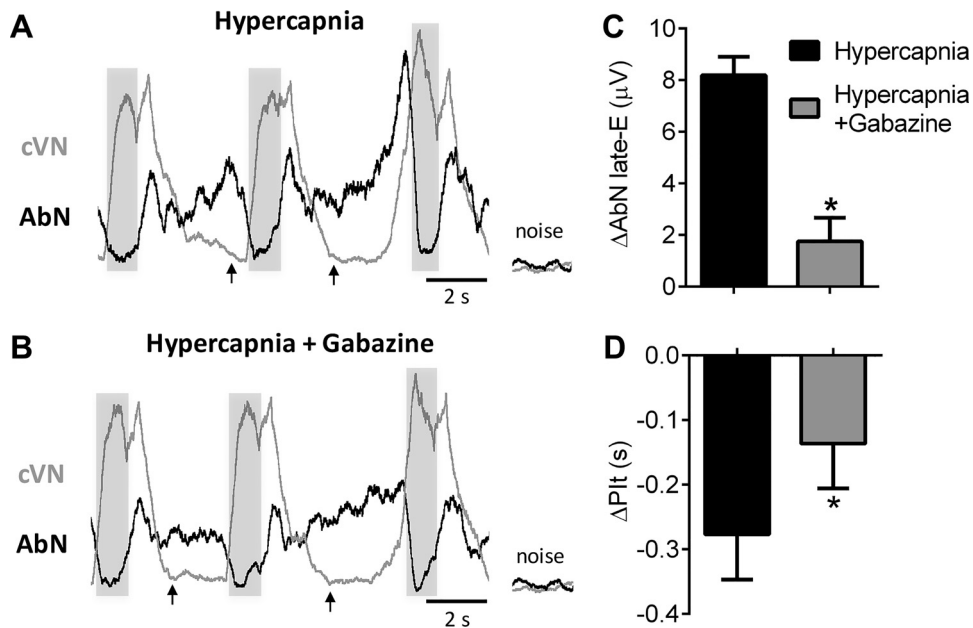 A
Hypercapnia
cVN
AbN
noise
2 s
B
Hypercapnia + Gabazine
cVN
AbN
noise
2 s
C
ΔAbN late-E (μV)
10
8
6
4
2
0
Hypercapnia
Hypercapnia
+Gabazine
*
D
ΔPIt (s)
0.0
-0.1
-0.2
-0.3
-0.4
*